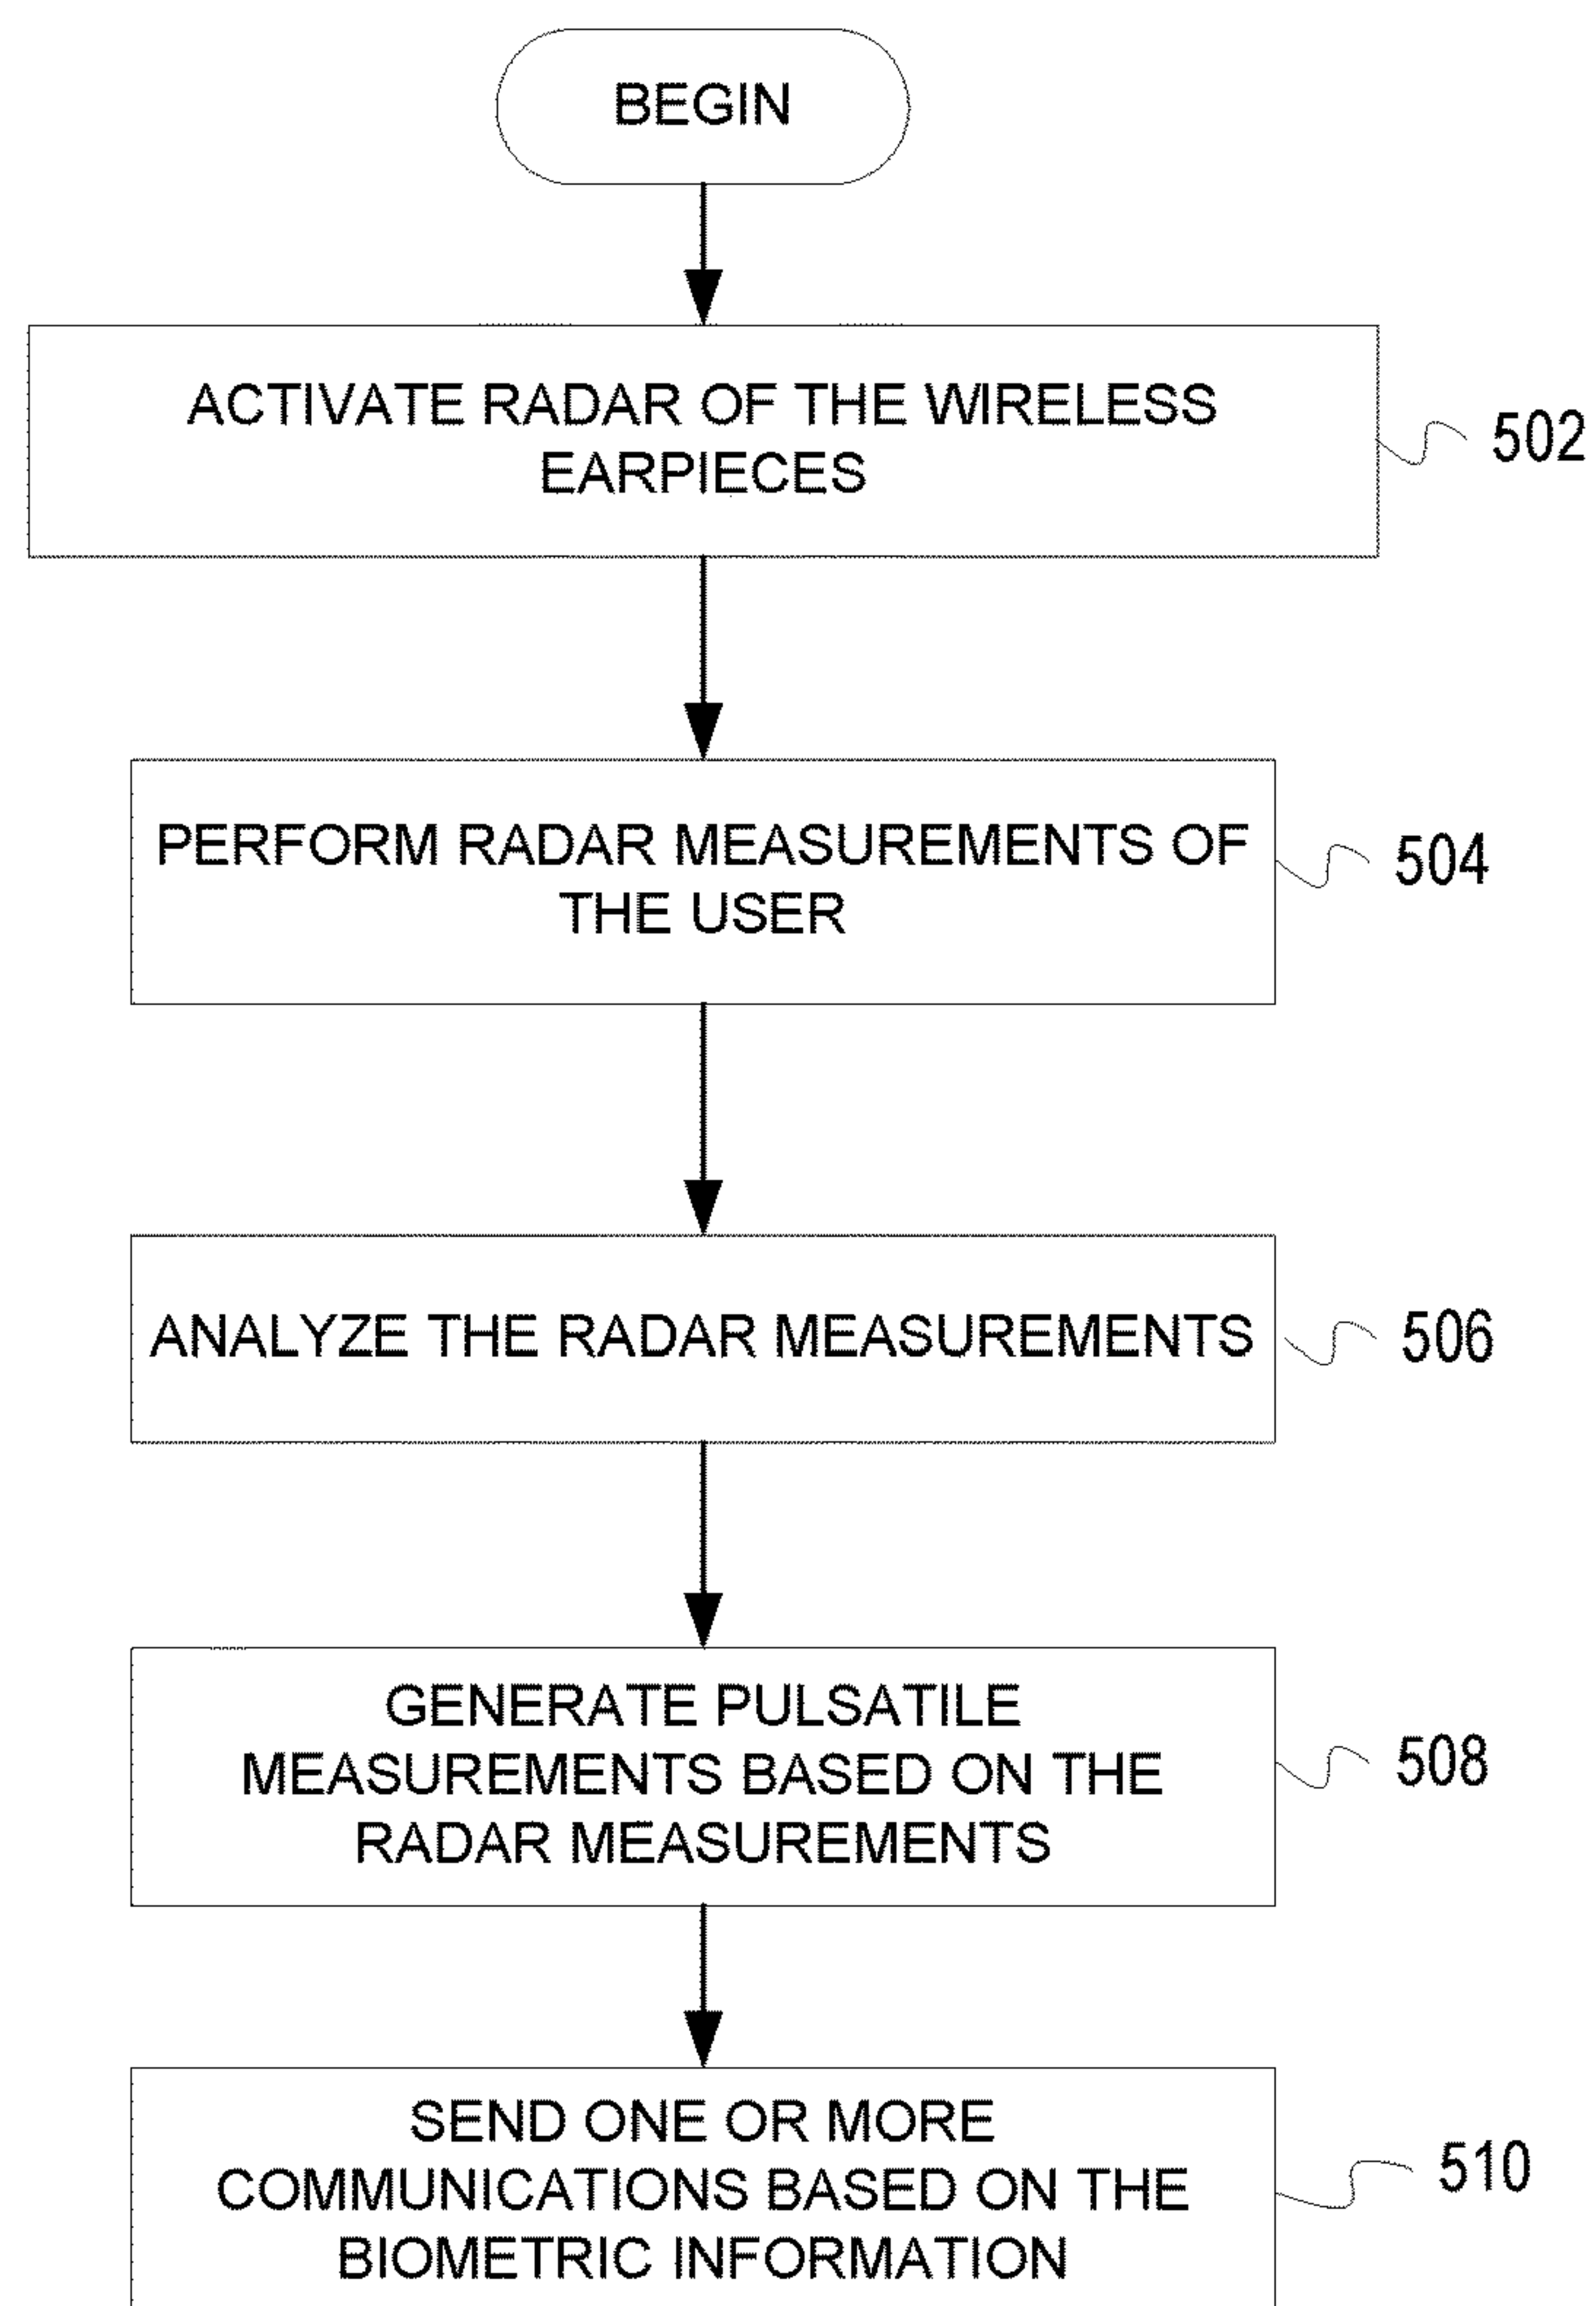 BEGIN
ACTIVATE RADAR OF THE WIRELESS
EARPIECES
502
PERFORM RADAR MEASUREMENTS OF
THE USER
504
ANALYZE THE RADAR MEASUREMENTS
506
GENERATE PULSATILE
MEASUREMENTS BASED ON THE
RADAR MEASUREMENTS
508
SEND ONE OR MORE
COMMUNICATIONS BASED ON THE
BIOMETRIC INFORMATION
510